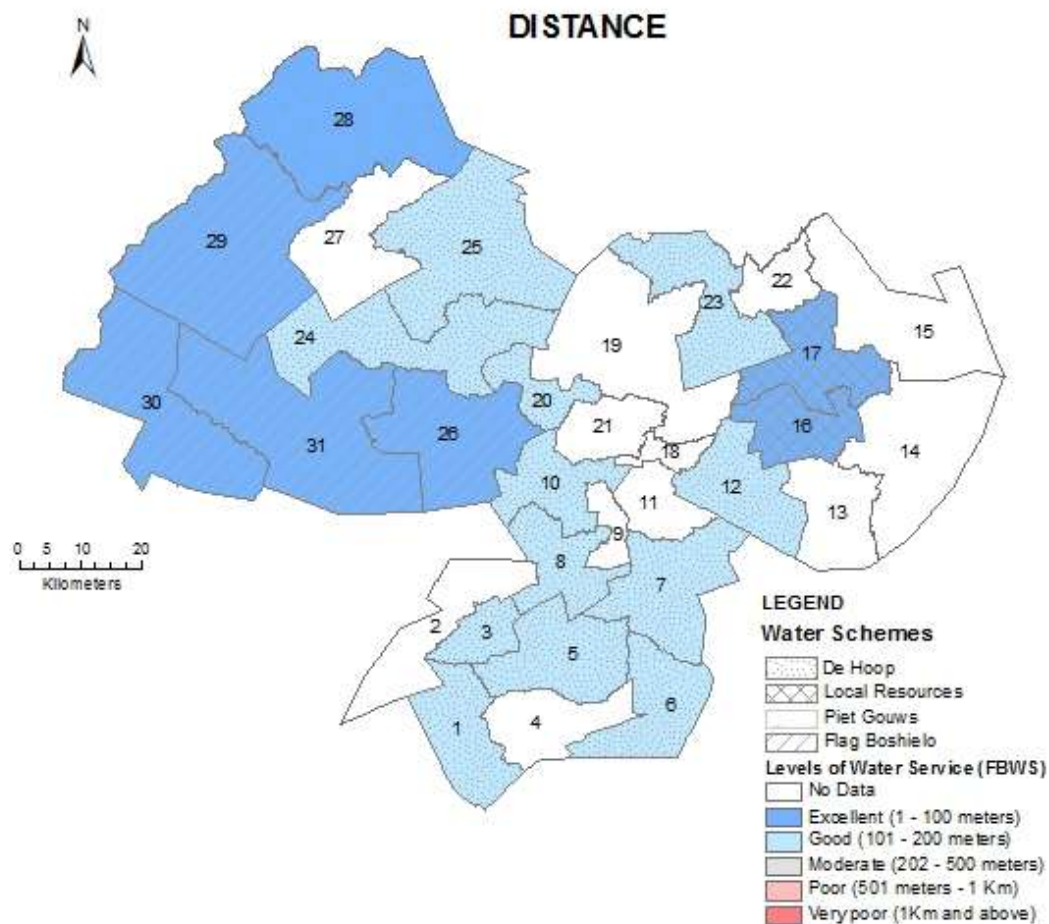 DISTANCE
N
28
29
27
25
22
23
15
24
19
17
30
20
31
26
21
16
18
14
10
12
11
13
9
8
7
2
3
5
6
1
4
0 5 10 20
Kilometers
LEGEND
Water Schemes
De Hoop
Local Resources
Piet Gouws
Flag Boshielo
Levels of Water Service (FBWS)
No Data
Excellent (1 - 100 meters)
Good (101 - 200 meters)
Moderate (202 - 500 meters)
Poor (501 meters - 1 Km)
Very poor (1Km and above)